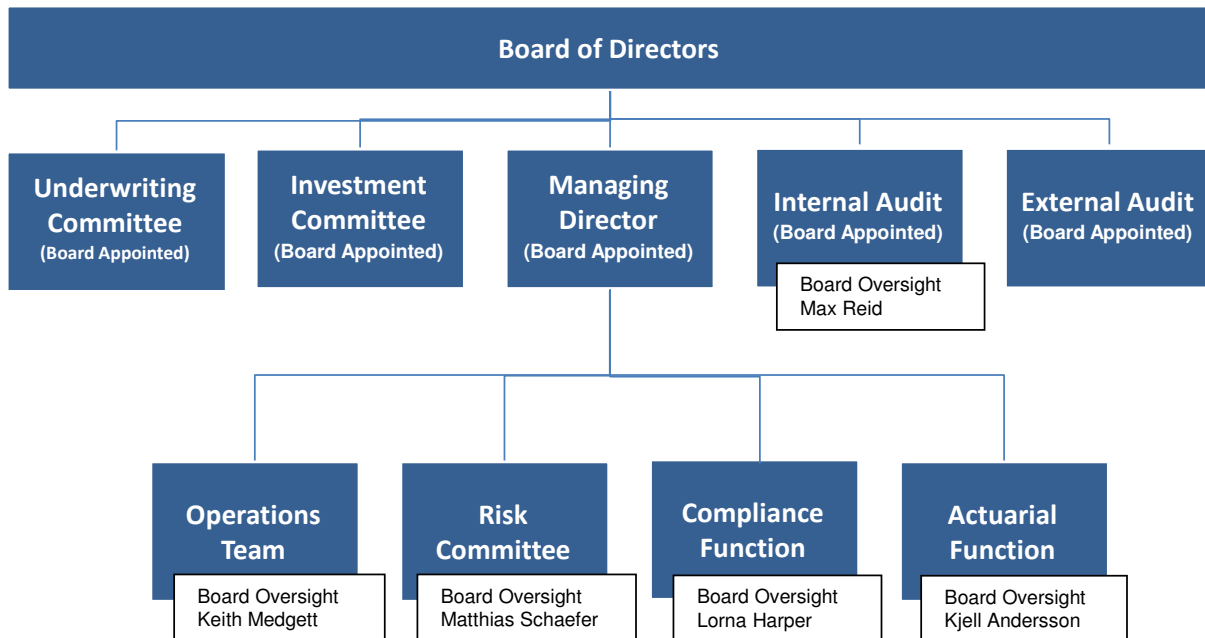 Board of Directors
Underwriting
Committee
(Board Appointed)
Investment
Committee
(Board Appointed)
Managing
Director
(Board Appointed)
Internal Audit
(Board Appointed)
Board Oversight
Max Reid
External Audit
(Board Appointed)
Operations
Team
Board Oversight
Keith Medgett
Risk
Committee
Board Oversight
Matthias Schaefer
Compliance
Function
Board Oversight
Lorna Harper
Actuarial
Function
Board Oversight
Kjell Andersson